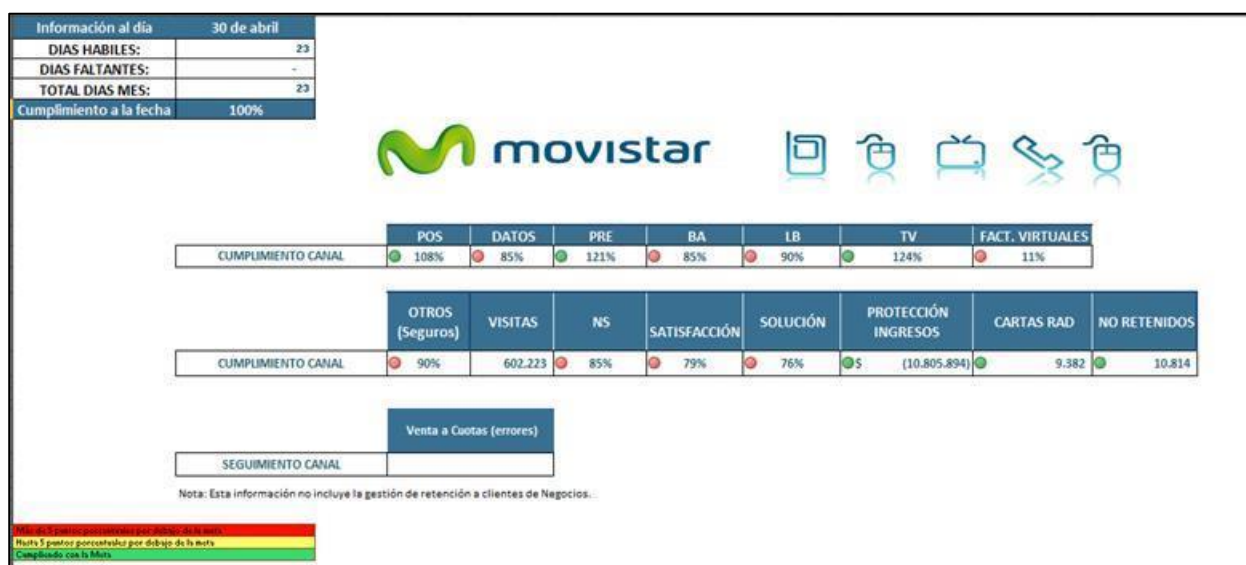 Información al día 30 de abril
DIAS HABILES: 23
DIAS FALTANTES: -
TOTAL DIAS MES: 23
Cumplimiento a la fecha 100%
movistar
POS DATOS PRE BA LB TV FACT. VIRTUALES
CUMPLIMIENTO CANAL 108% 85% 121% 85% 90% 124% 11%
OTROS (Seguros) VISITAS NS SATISFACCIÓN SOLUCIÓN PROTECCIÓN INGRESOS CARTAS RAD NO RETENIDOS
CUMPLIMIENTO CANAL 90% 602.223 85% 79% 76% $ (10.805.894) 9.382 10.814
Venta a Cuotas (errores)
SEGUIMIENTO CANAL
Nota: Esta información no incluye la gestión de retención a clientes de Negocios.
Más de 5 puntos porcentuales por debajo de la meta
Hasta 5 puntos porcentuales por debajo de la meta
Cumpliendo con la Meta